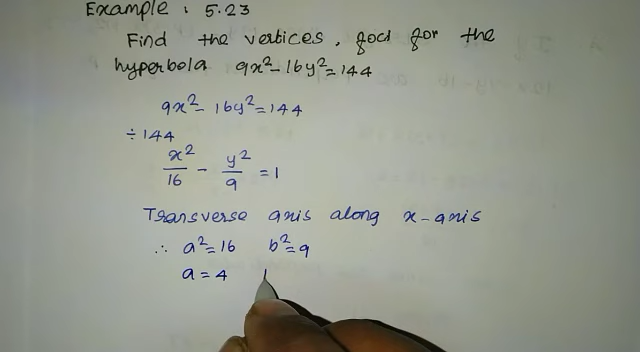 Example : 5.23
Find the vertices, foci for the
hyperbola 9x²-16y²=144
9x²-16y²=144
÷144
x²/16 - y²/9 =1
Transverse axis along x-axis
∴ a²=16 b²=9
a=4